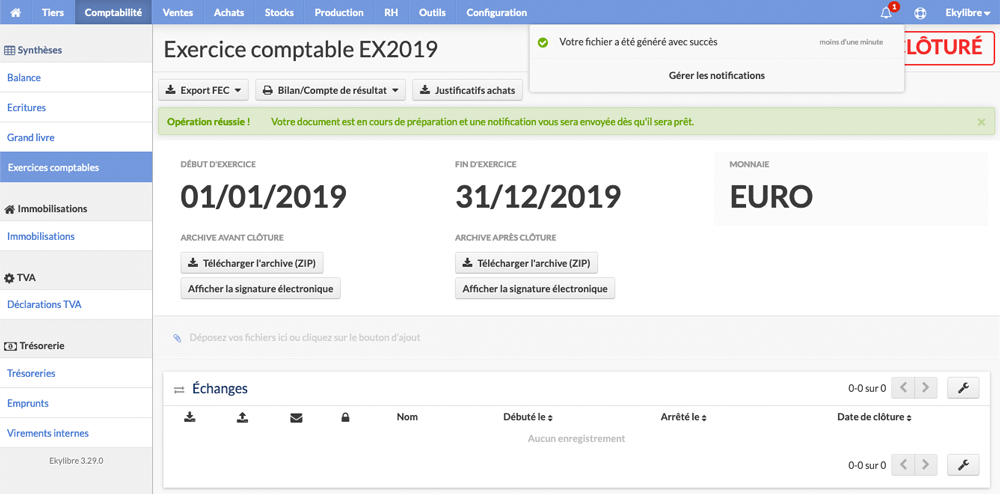 Tiers Comptabilité Ventes Achats Stocks Production RH Outils Configuration 1 Ekylibre
Synthèses
Balance
Ecritures
Grand livre
Exercices comptables
Immobilisations
Immobilisations
TVA
Déclarations TVA
Trésorerie
Trésoreries
Emprunts
Virements internes
Ekylibre 3.29.0
Exercice comptable EX2019
Votre fichier a été généré avec succès moins d'une minute
Gérer les notifications
LÔTURÉ
Export FEC Bilan/Compte de résultat Justificatifs achats
Opération réussie ! Votre document est en cours de préparation et une notification vous sera envoyée dès qu'il sera prêt. ×
DÉBUT D'EXERCICE FIN D'EXERCICE MONNAIE
01/01/2019 31/12/2019 EURO
ARCHIVE AVANT CLÔTURE ARCHIVE APRÈS CLÔTURE
Télécharger l'archive (ZIP) Télécharger l'archive (ZIP)
Afficher la signature électronique Afficher la signature électronique
Déposez vos fichiers ici ou cliquez sur le bouton d'ajout
Échanges 0-0 sur 0
Nom Débuté le Arrêté le Date de clôture
Aucun enregistrement
0-0 sur 0